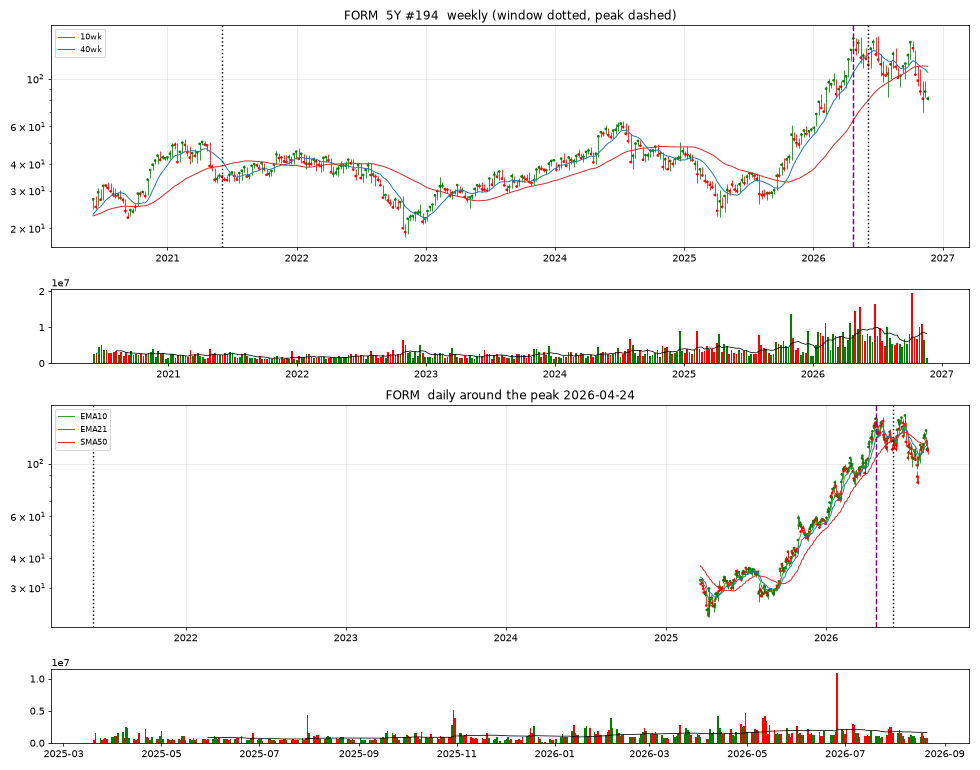 FORM  5Y #194  weekly (window dotted, peak dashed)
10wk
40wk
10²
6 × 10¹
4 × 10¹
3 × 10¹
2 × 10¹
2021
2022
2023
2024
2025
2026
2027
1e7
2
1
0
2021
2022
2023
2024
2025
2026
2027
FORM  daily around the peak 2026-04-24
EMA10
EMA21
SMA50
10²
6 × 10¹
4 × 10¹
3 × 10¹
2022
2023
2024
2025
2026
1e7
1.0
0.5
0.0
2025-03
2025-05
2025-07
2025-09
2025-11
2026-01
2026-03
2026-05
2026-07
2026-09